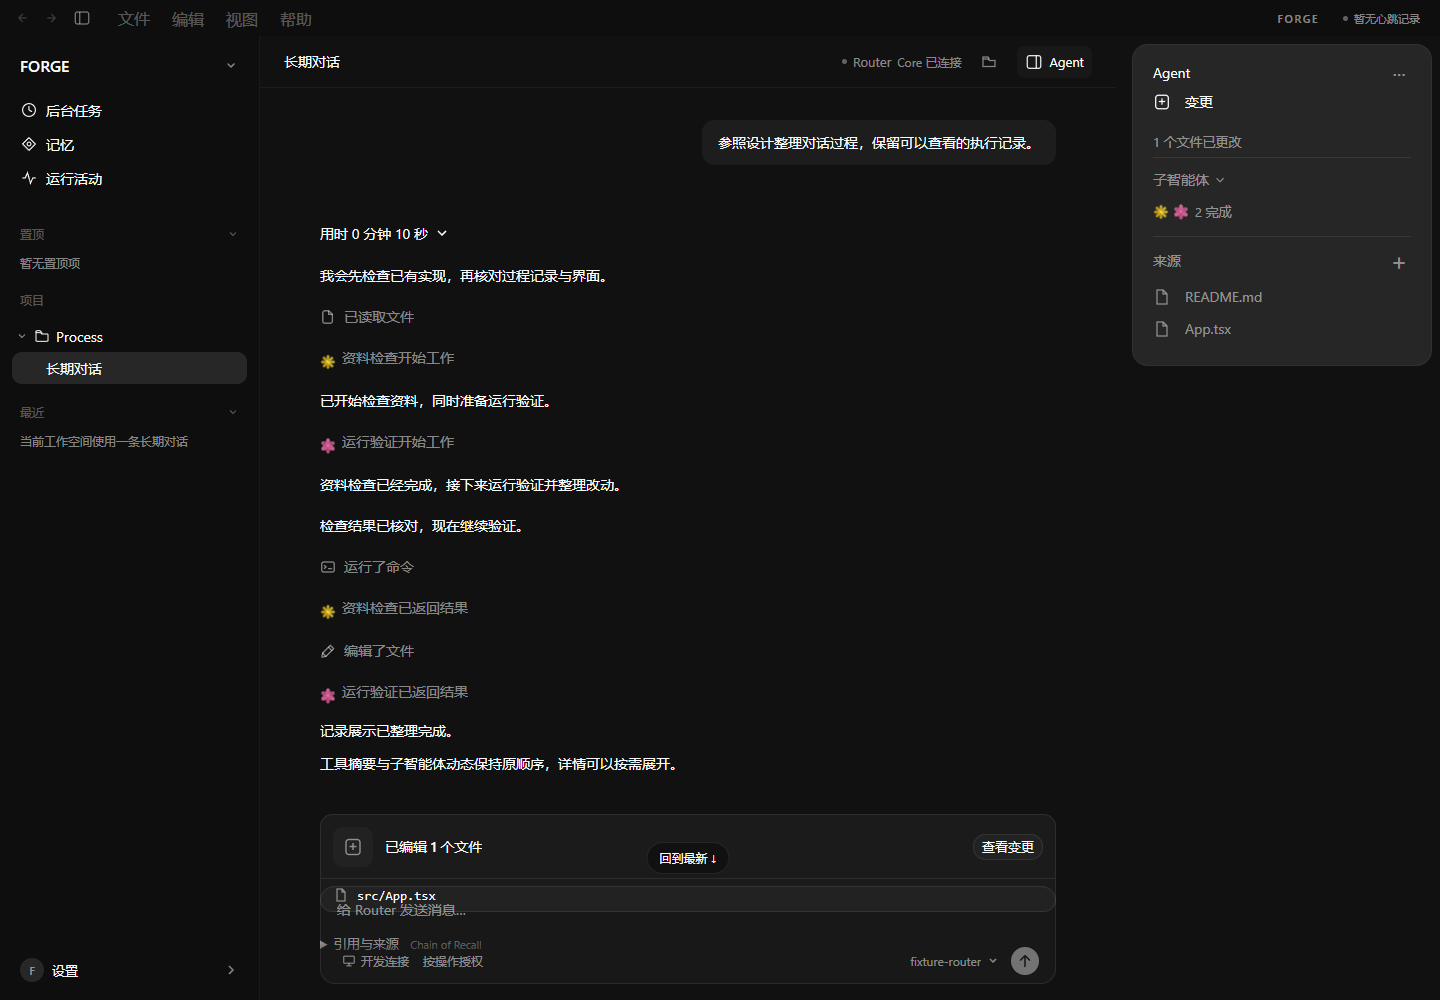 文件 编辑 视图 帮助
FORGE 暂无心跳记录
FORGE
后台任务
记忆
运行活动
置顶
暂无置顶项
项目
Process
长期对话
最近
当前工作空间使用一条长期对话
F 设置
长期对话
Router Core 已连接
Agent
参照设计整理对话过程，保留可以查看的执行记录。
用时 0 分钟 10 秒
我会先检查已有实现，再核对过程记录与界面。
已读取文件
资料检查开始工作
已开始检查资料，同时准备运行验证。
运行验证开始工作
资料检查已经完成，接下来运行验证并整理改动。
检查结果已核对，现在继续验证。
运行了命令
资料检查已返回结果
编辑了文件
运行验证已返回结果
记录展示已整理完成。
工具摘要与子智能体动态保持原顺序，详情可以按需展开。
已编辑 1 个文件
回到最新 ↓
查看变更
src/App.tsx
给 Router 发送消息...
引用与来源 Chain of Recall
开发连接 按操作授权
fixture-router
Agent
变更
1 个文件已更改
子智能体
2 完成
来源
README.md
App.tsx